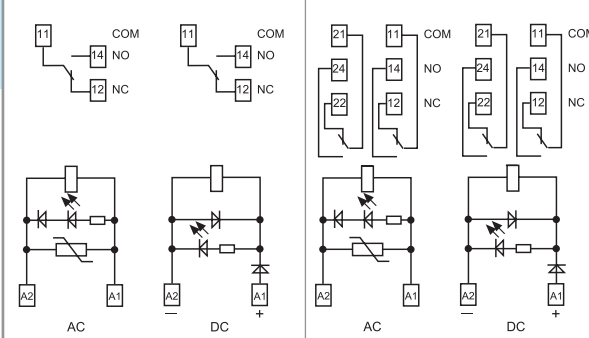 11 COM 11 COM 21 11 COM 21 11 COM
14 NO 14 NO 24 14 NO 24 14 NO
12 NC 12 NC 22 12 NC 22 12 NC
A2 A1 A2 A1 A2 A1 A2 A1
— + — +
AC DC AC DC